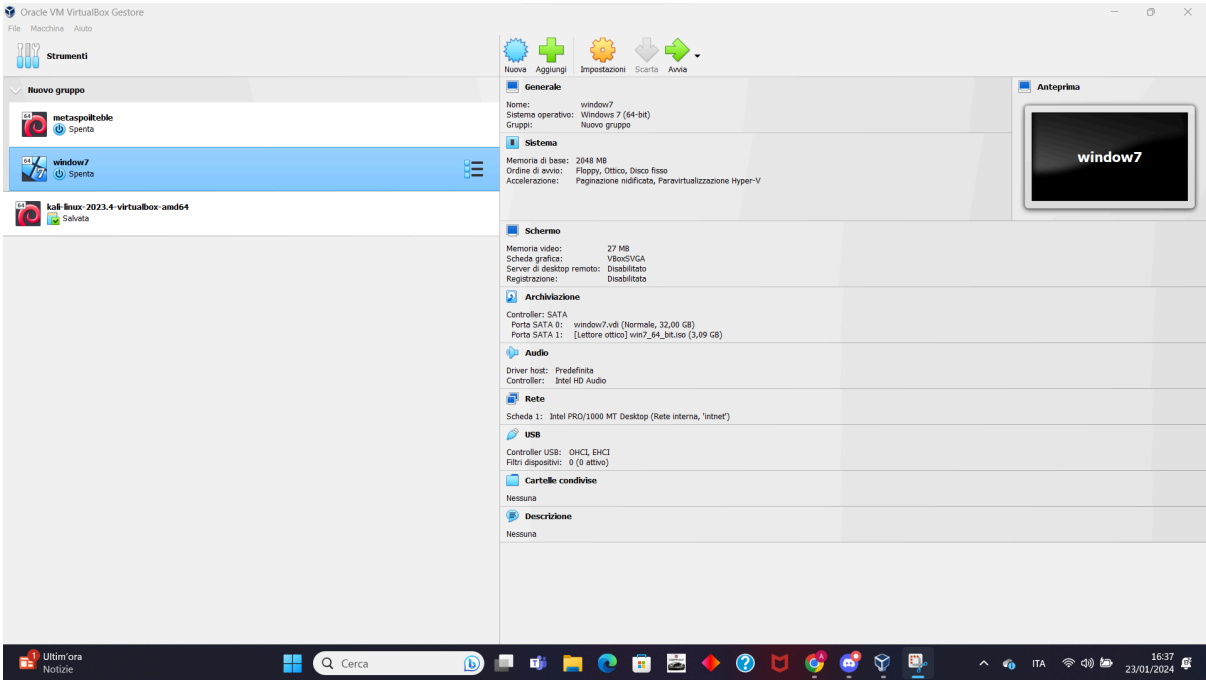 Oracle VM VirtualBox Gestore
File Macchina Aiuto
Strumenti
Nuova Aggiungi Impostazioni Scarta Avvia
Nuovo gruppo
64 metaspoilteble
Spenta
64 window7
Spenta
64 kali-linux-2023.4-virtualbox-amd64
Salvata
Generale
Nome: window7
Sistema operativo: Windows 7 (64-bit)
Gruppi: Nuovo gruppo
Anteprima
window7
Sistema
Memoria di base: 2048 MB
Ordine di avvio: Floppy, Ottico, Disco fisso
Accelerazione: Paginazione nidificata, Paravirtualizzazione Hyper-V
Schermo
Memoria video: 27 MB
Scheda grafica: VBoxSVGA
Server di desktop remoto: Disabilitato
Registrazione: Disabilitata
Archiviazione
Controller: SATA
Porta SATA 0: window7.vdi (Normale, 32,00 GB)
Porta SATA 1: [Lettore ottico] win7_64_bit.iso (3,09 GB)
Audio
Driver host: Predefinita
Controller: Intel HD Audio
Rete
Scheda 1: Intel PRO/1000 MT Desktop (Rete interna, 'intnet')
USB
Controller USB: OHCI, EHCI
Filtri dispositivi: 0 (0 attivo)
Cartelle condivise
Nessuna
Descrizione
Nessuna
1 Ultim'ora
Notizie
Cerca
ITA
16:37
23/01/2024